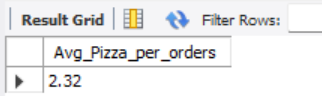 Result Grid Filter Rows:
Avg_Pizza_per_orders
2.32